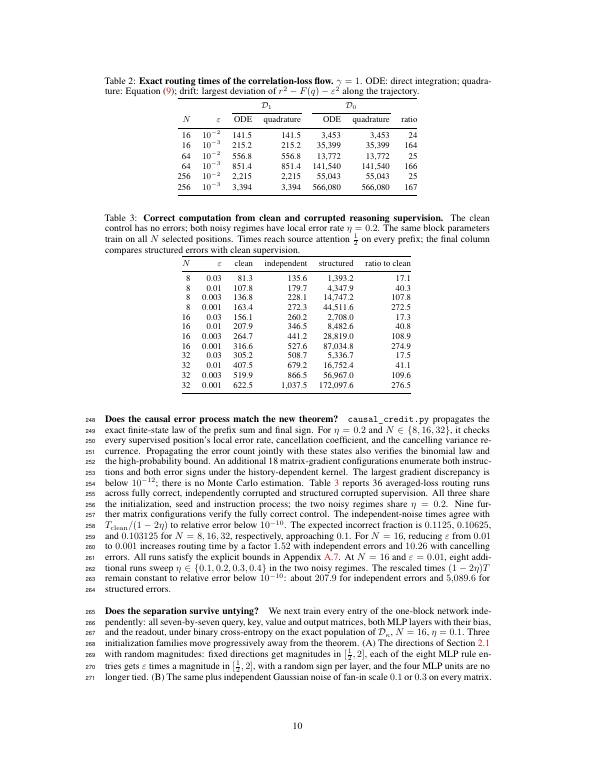 Table 2: Exact routing times of the correlation-loss flow. γ = 1. ODE: direct integration; quadra-
ture: Equation (9); drift: largest deviation of r² − F(q) − ε² along the trajectory.
D₁ D₀
N ε ODE quadrature ODE quadrature ratio
16 10⁻² 141.5 141.5 3,453 3,453 24
16 10⁻³ 215.2 215.2 35,399 35,399 164
64 10⁻² 556.8 556.8 13,772 13,772 25
64 10⁻³ 851.4 851.4 141,540 141,540 166
256 10⁻² 2,215 2,215 55,043 55,043 25
256 10⁻³ 3,394 3,394 566,080 566,080 167
Table 3: Correct computation from clean and corrupted reasoning supervision. The clean
control has no errors; both noisy regimes have local error rate η = 0.2. The same block parameters
train on all N selected positions. Times reach source attention ½ on every prefix; the final column
compares structured errors with clean supervision.
N ε clean independent structured ratio to clean
8 0.03 81.3 135.6 1,393.2 17.1
8 0.01 107.8 179.7 4,347.9 40.3
8 0.003 136.8 228.1 14,747.2 107.8
8 0.001 163.4 272.3 44,511.6 272.5
16 0.03 156.1 260.2 2,708.0 17.3
16 0.01 207.9 346.5 8,482.6 40.8
16 0.003 264.7 441.2 28,819.0 108.9
16 0.001 316.6 527.6 87,034.8 274.9
32 0.03 305.2 508.7 5,336.7 17.5
32 0.01 407.5 679.2 16,752.4 41.1
32 0.003 519.9 866.5 56,967.0 109.6
32 0.001 622.5 1,037.5 172,097.6 276.5
248 Does the causal error process match the new theorem? causal_credit.py propagates the
249 exact finite-state law of the prefix sum and final sign. For η = 0.2 and N ∈ {8, 16, 32}, it checks
250 every supervised position's local error rate, cancellation coefficient, and the cancelling variance re-
251 currence. Propagating the error count jointly with these states also verifies the binomial law and
252 the high-probability bound. An additional 18 matrix-gradient configurations enumerate both instruc-
253 tions and both error signs under the history-dependent kernel. The largest gradient discrepancy is
254 below 10⁻¹²; there is no Monte Carlo estimation. Table 3 reports 36 averaged-loss routing runs
255 across fully correct, independently corrupted and structured corrupted supervision. All three share
256 the initialization, seed and instruction process; the two noisy regimes share η = 0.2. Nine fur-
257 ther matrix configurations verify the fully correct control. The independent-noise times agree with
258 T_clean/(1 − 2η) to relative error below 10⁻¹⁰. The expected incorrect fraction is 0.1125, 0.10625,
259 and 0.103125 for N = 8, 16, 32, respectively, approaching 0.1. For N = 16, reducing ε from 0.01
260 to 0.001 increases routing time by a factor 1.52 with independent errors and 10.26 with cancelling
261 errors. All runs satisfy the explicit bounds in Appendix A.7. At N = 16 and ε = 0.01, eight addi-
262 tional runs sweep η ∈ {0.1, 0.2, 0.3, 0.4} in the two noisy regimes. The rescaled times (1 − 2η)T
263 remain constant to relative error below 10⁻¹⁰: about 207.9 for independent errors and 5,089.6 for
264 structured errors.
265 Does the separation survive untying? We next train every entry of the one-block network inde-
266 pendently: all seven-by-seven query, key, value and output matrices, both MLP layers with their bias,
267 and the readout, under binary cross-entropy on the exact population of Dκ, N = 16, η = 0.1. Three
268 initialization families move progressively away from the theorem. (A) The directions of Section 2.1
269 with random magnitudes: fixed directions get magnitudes in [½, 2], each of the eight MLP rule en-
270 tries gets ε times a magnitude in [½, 2], with a random sign per layer, and the four MLP units are no
271 longer tied. (B) The same plus independent Gaussian noise of fan-in scale 0.1 or 0.3 on every matrix.
10